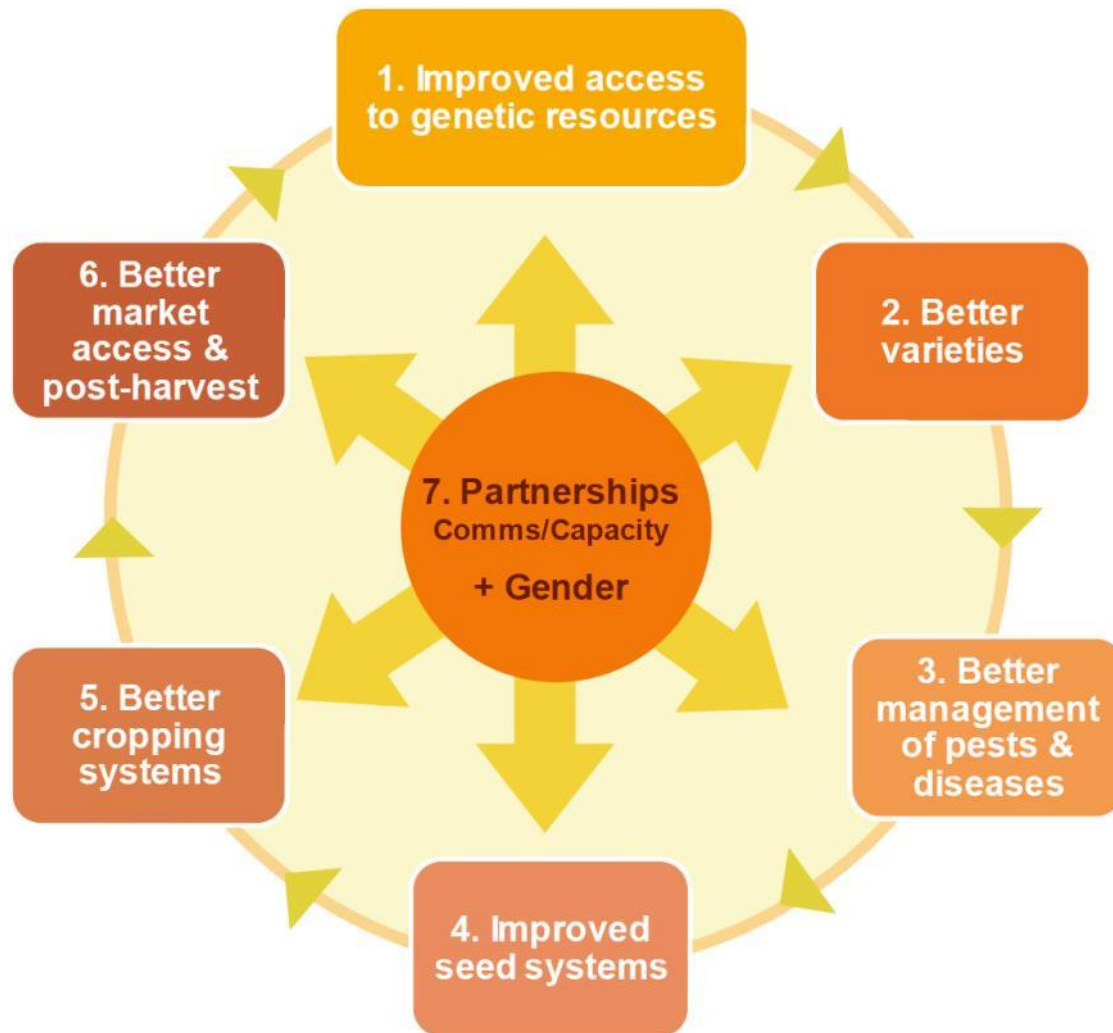 1. Improved access
to genetic resources
2. Better
varieties
3. Better
management
of pests &
diseases
4. Improved
seed systems
5. Better
cropping
systems
6. Better
market
access &
post-harvest
7. Partnerships
Comms/Capacity
+ Gender